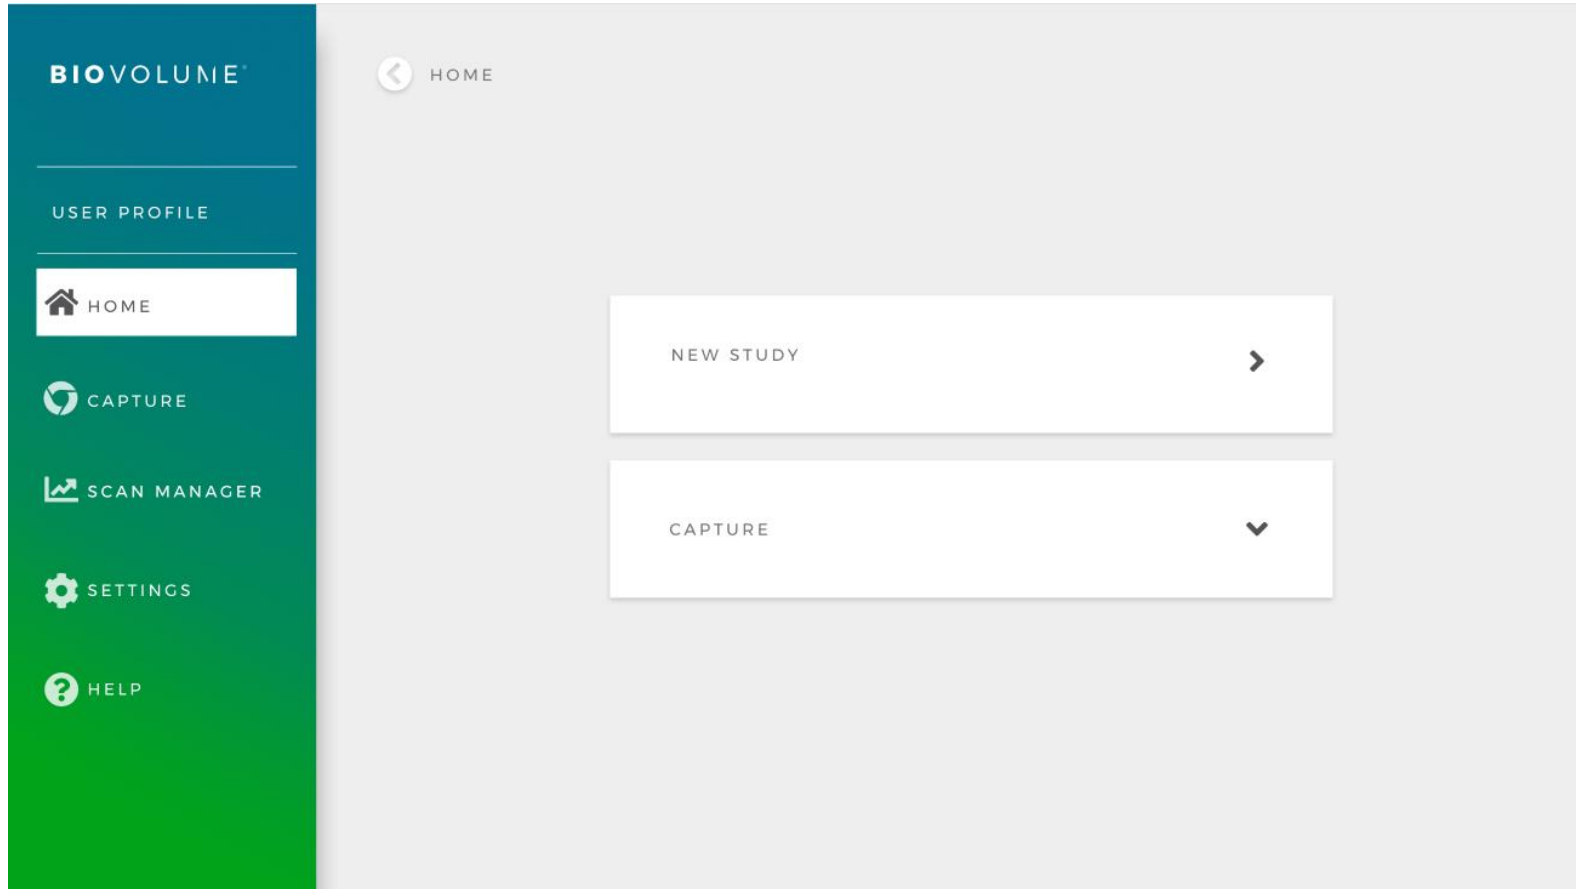 BIOVOLUME
HOME
USER PROFILE
HOME
CAPTURE
SCAN MANAGER
SETTINGS
HELP
NEW STUDY
CAPTURE